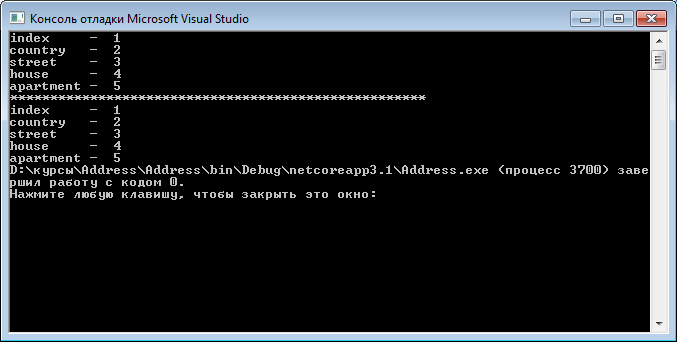 Консоль отладки Microsoft Visual Studio
index    -  1
country  -  2
street   -  3
house    -  4
apartment -  5
****************************************************
index    -  1
country  -  2
street   -  3
house    -  4
apartment -  5
D:\курсы\Address\Address\bin\Debug\netcoreapp3.1\Address.exe (процесс 3700) заве
ршил работу с кодом 0.
Нажмите любую клавишу, чтобы закрыть это окно: